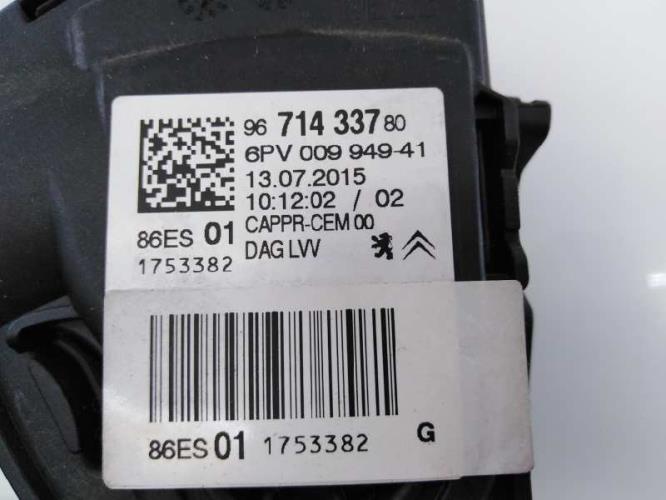 96 714 337 80
6PV 009 949-41
13.07.2015
10:12:02 / 02
86ES 01 CAPPR-CEM 00
1753382 DAG LVV
86ES 01 1753382 G